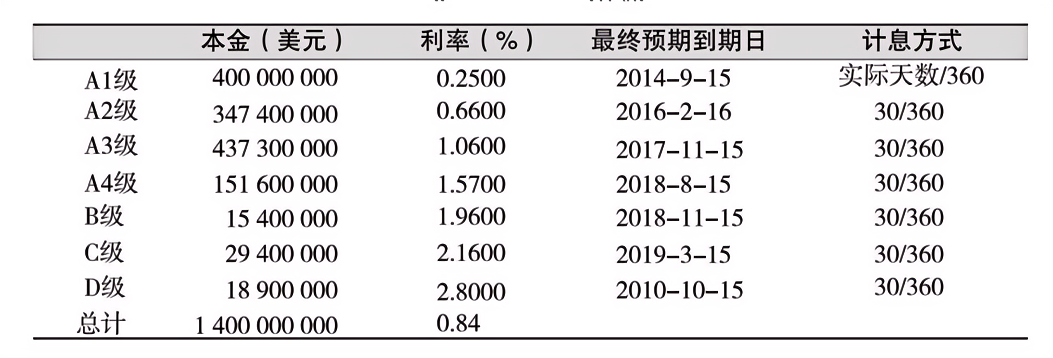 本金（美元） 利率（%） 最终预期到期日 计息方式
A1级 400 000 000 0.2500 2014-9-15 实际天数/360
A2级 347 400 000 0.6600 2016-2-16 30/360
A3级 437 300 000 1.0600 2017-11-15 30/360
A4级 151 600 000 1.5700 2018-8-15 30/360
B级 15 400 000 1.9600 2018-11-15 30/360
C级 29 400 000 2.1600 2019-3-15 30/360
D级 18 900 000 2.8000 2010-10-15 30/360
总计 1 400 000 000 0.84